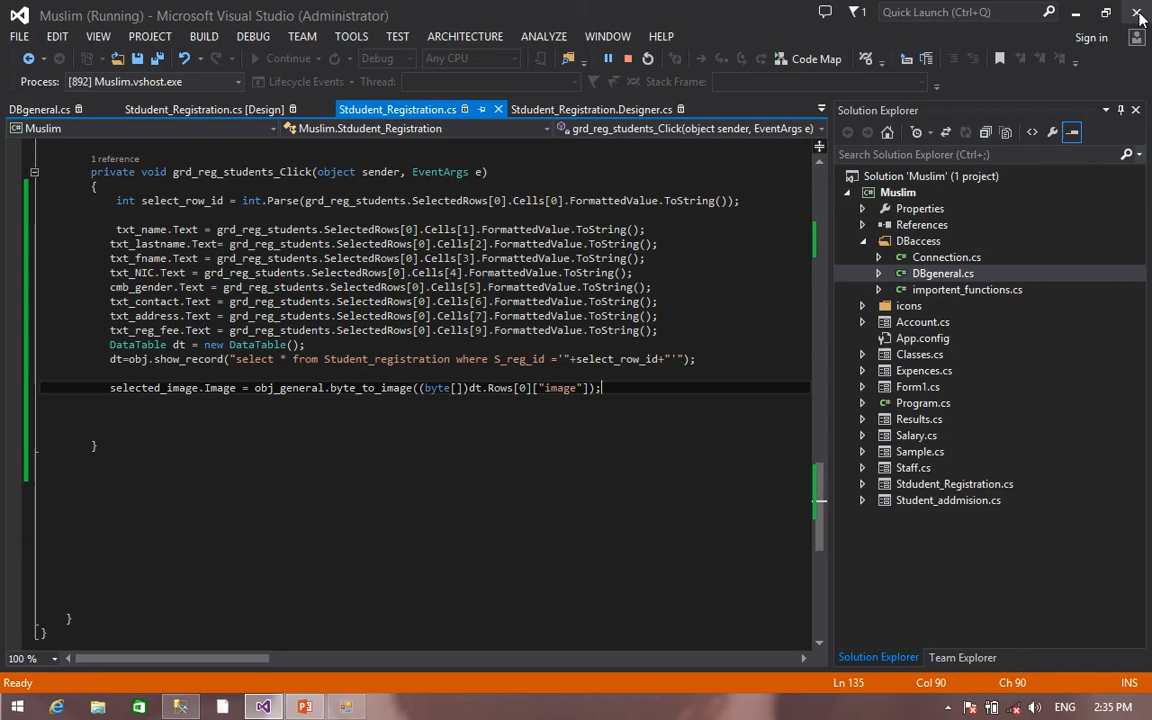 Muslim (Running) - Microsoft Visual Studio (Administrator)
1
Quick Launch (Ctrl+Q)
FILE EDIT VIEW PROJECT BUILD DEBUG TEAM TOOLS TEST ARCHITECTURE ANALYZE WINDOW HELP
Sign in
Continue Debug Any CPU Code Map
Process: [892] Muslim.vshost.exe Lifecycle Events Thread: Stack Frame:
DBgeneral.cs Stdudent_Registration.cs [Design] Stdudent_Registration.cs Stdudent_Registration.Designer.cs
Muslim Muslim.Stdudent_Registration grd_reg_students_Click(object sender, EventArgs e)
1 reference
private void grd_reg_students_Click(object sender, EventArgs e)
{
int select_row_id = int.Parse(grd_reg_students.SelectedRows[0].Cells[0].FormattedValue.ToString());
txt_name.Text = grd_reg_students.SelectedRows[0].Cells[1].FormattedValue.ToString();
txt_lastname.Text= grd_reg_students.SelectedRows[0].Cells[2].FormattedValue.ToString();
txt_fname.Text = grd_reg_students.SelectedRows[0].Cells[3].FormattedValue.ToString();
txt_NIC.Text = grd_reg_students.SelectedRows[0].Cells[4].FormattedValue.ToString();
cmb_gender.Text = grd_reg_students.SelectedRows[0].Cells[5].FormattedValue.ToString();
txt_contact.Text = grd_reg_students.SelectedRows[0].Cells[6].FormattedValue.ToString();
txt_address.Text = grd_reg_students.SelectedRows[0].Cells[7].FormattedValue.ToString();
txt_reg_fee.Text = grd_reg_students.SelectedRows[0].Cells[9].FormattedValue.ToString();
DataTable dt = new DataTable();
dt=obj.show_record("select * from Student_registration where S_reg_id ='"+select_row_id+"'");
selected_image.Image = obj_general.byte_to_image((byte[])dt.Rows[0]["image"]);
}
}
}
100 %
Solution Explorer
Search Solution Explorer (Ctrl+;)
Solution 'Muslim' (1 project)
Muslim
Properties
References
DBaccess
Connection.cs
DBgeneral.cs
importent_functions.cs
icons
Account.cs
App.config
Classes.cs
Expences.cs
Form1.cs
Program.cs
Results.cs
Salary.cs
Sample.cs
Staff.cs
Stdudent_Registration.cs
Student_addmision.cs
Solution Explorer Team Explorer
Ready Ln 135 Col 90 Ch 90 INS
ENG 2:35 PM